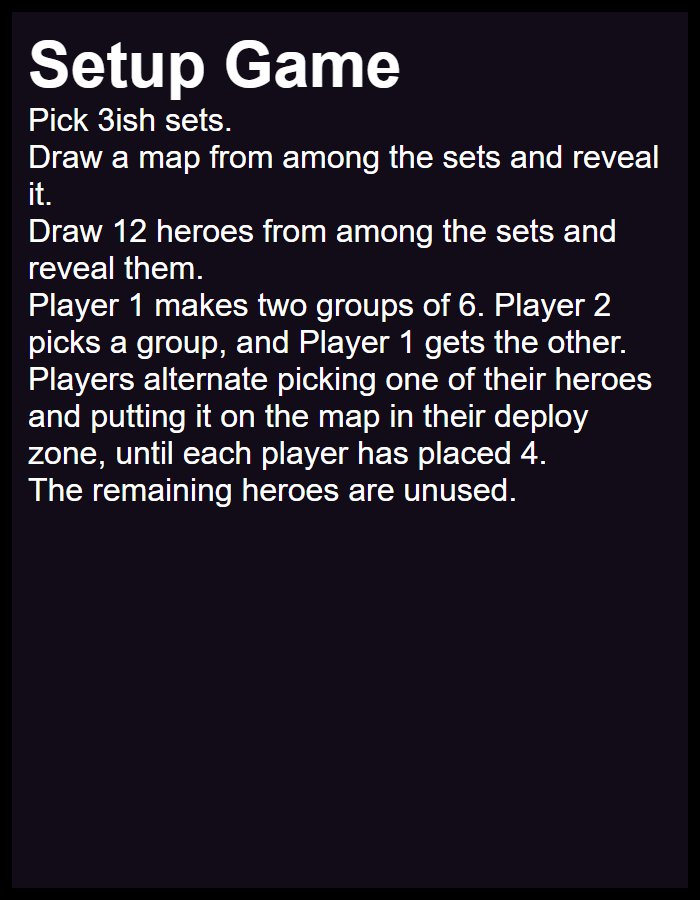 Setup Game
Pick 3ish sets.
Draw a map from among the sets and reveal
it.
Draw 12 heroes from among the sets and
reveal them.
Player 1 makes two groups of 6. Player 2
picks a group, and Player 1 gets the other.
Players alternate picking one of their heroes
and putting it on the map in their deploy
zone, until each player has placed 4.
The remaining heroes are unused.